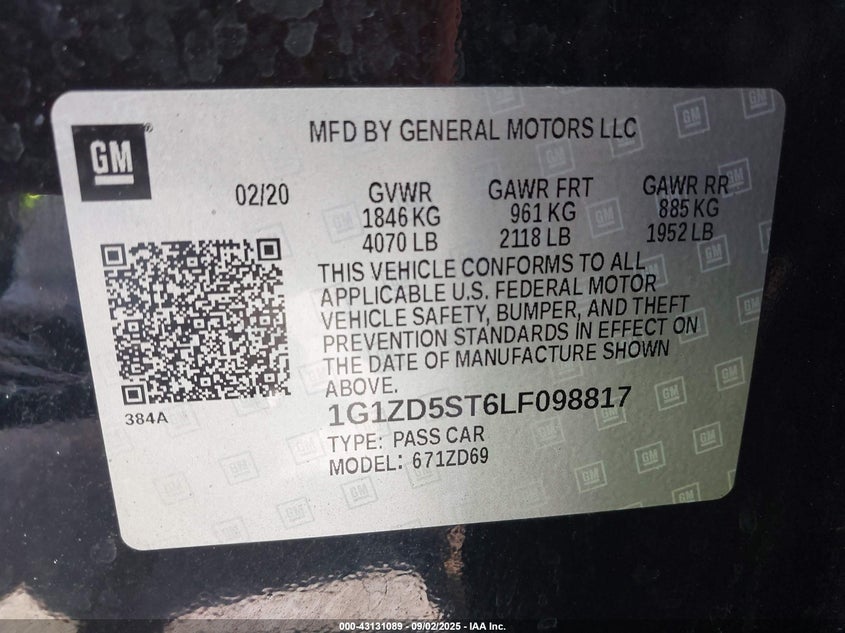 MFD BY GENERAL MOTORS LLC
GM®
02/20 GVWR GAWR FRT GAWR RR
1846 KG 961 KG 885 KG
4070 LB 2118 LB 1952 LB
THIS VEHICLE CONFORMS TO ALL
APPLICABLE U.S. FEDERAL MOTOR
VEHICLE SAFETY, BUMPER, AND THEFT
PREVENTION STANDARDS IN EFFECT ON
THE DATE OF MANUFACTURE SHOWN
ABOVE.
384A
1G1ZD5ST6LF098817
TYPE: PASS CAR
MODEL: 671ZD69
000-43131089 - 09/02/2025 - IAA Inc.